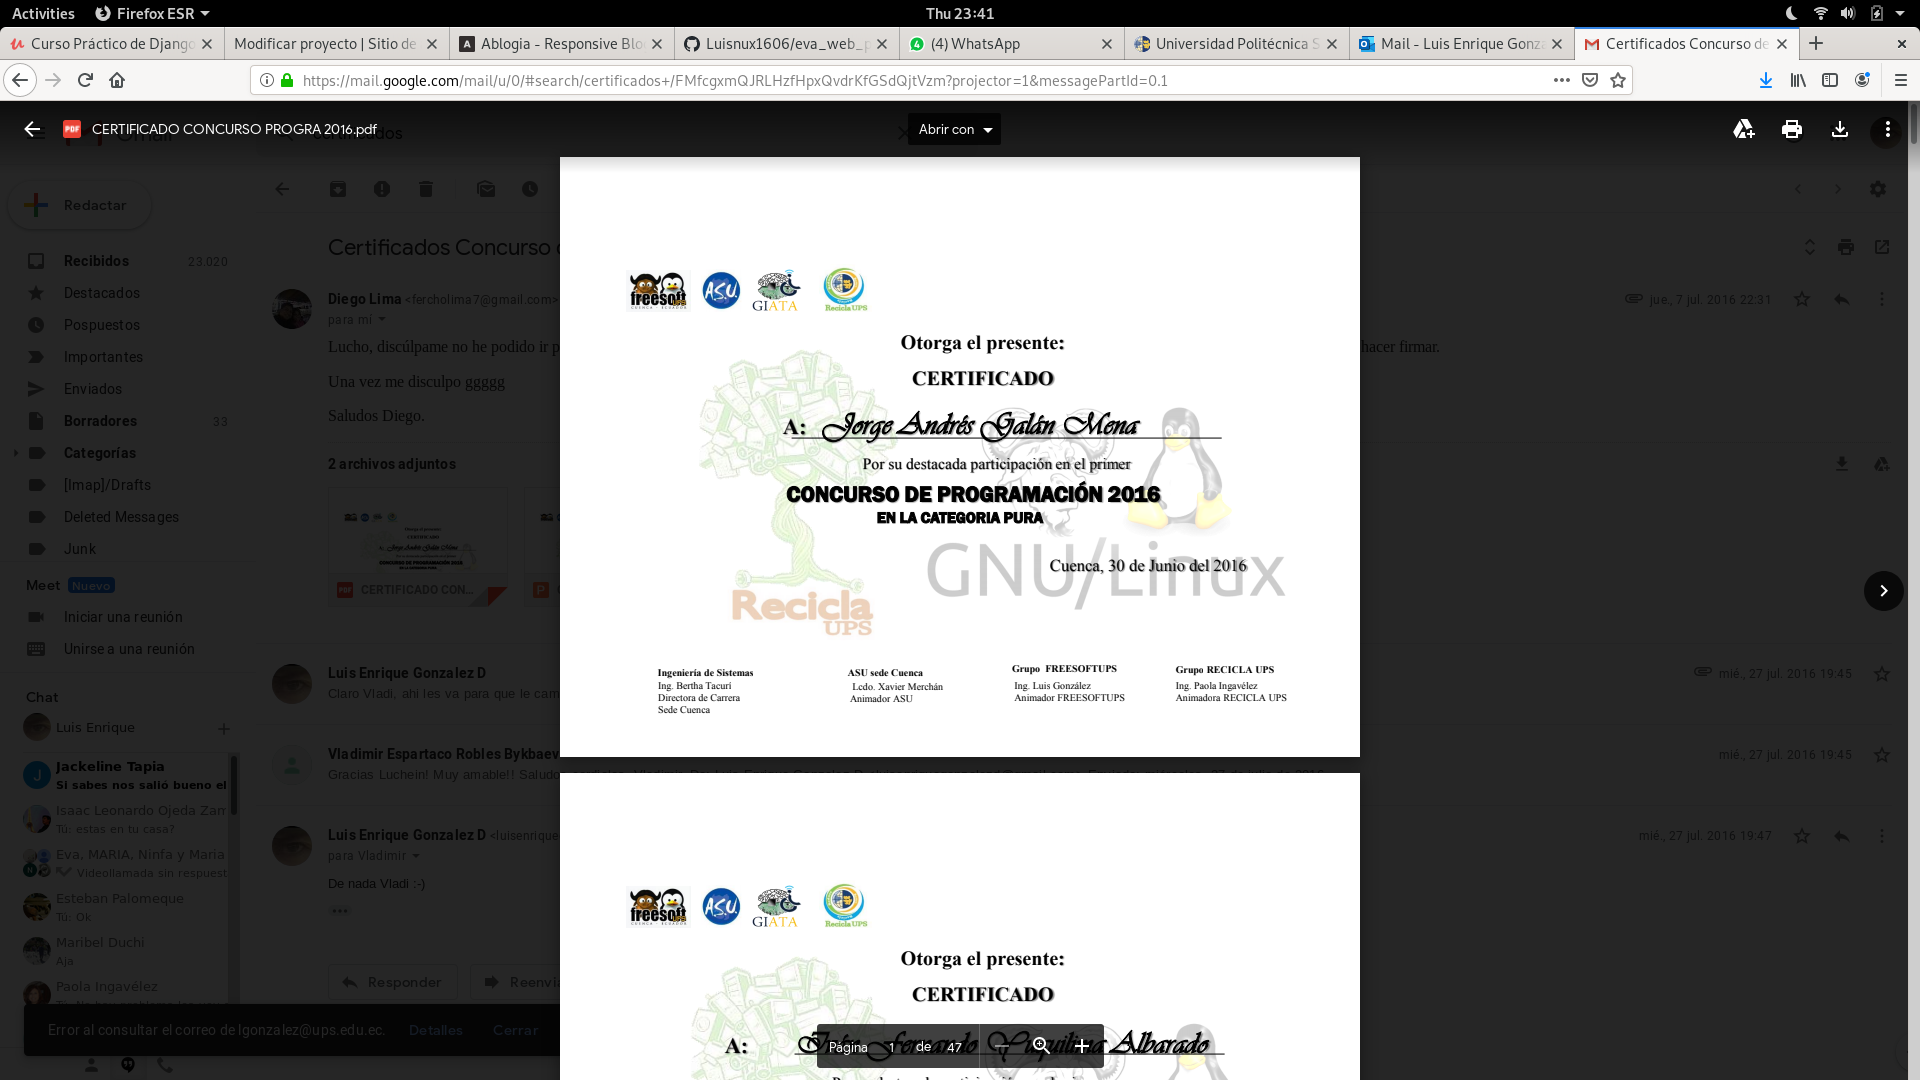 Activities Firefox ESR Thu 23:41
Curso Práctico de Django
Modificar proyecto | Sitio de
Ablogia - Responsive Blo
Luisnux1606/eva_web_p
(4) WhatsApp
Universidad Politécnica S
Mail - Luis Enrique Gonza
Certificados Concurso de
https://mail.google.com/mail/u/0/#search/certificados+/FMfcgxmQJRLHzfHpxQvdrKfGSdQjtVzm?projector=1&messagePartId=0.1
PDF CERTIFICADO CONCURSO PROGRA 2016.pdf
Abrir con
Redactar
Recibidos 23.020
Destacados
Pospuestos
Importantes
Enviados
Borradores 33
Categorías
[Imap]/Drafts
Deleted Messages
Junk
Meet Nuevo
Iniciar una reunión
Unirse a una reunión
Chat
Luis Enrique
Jackeline Tapia
Si sabes nos salió bueno el
Isaac Leonardo Ojeda Zam
Tú: estas en tu casa?
Eva, MARIA, Ninfa y Maria
Videollamada sin respuest
Esteban Palomeque
Tú: Ok
Maribel Duchi
Aja
Paola Ingavélez
Certificados Concurso d
Diego Lima <fercholima7@gmail.com> jue., 7 jul. 2016 22:31
para mí
Lucho, discúlpame no he podido ir p
hacer firmar.
Una vez me disculpo ggggg
Saludos Diego.
2 archivos adjuntos
PDF CERTIFICADO CON...
Luis Enrique Gonzalez D mié., 27 jul. 2016 19:45
Claro Vladi, ahi les va para que le cam
Vladimir Espartaco Robles Bykbaev mié., 27 jul. 2016 19:45
Gracias Luchein! Muy amable!! Saludo
Luis Enrique Gonzalez D <luisenrique mié., 27 jul. 2016 19:47
para Vladimir
De nada Vladi :-)
Responder Reenvia
Error al consultar el correo de lgonzalez@ups.edu.ec. Detalles Cerrar
freesoft ASU GIATA Recicla UPS
Otorga el presente:
CERTIFICADO
A: Jorge Andrés Galán Mena
Por su destacada participación en el primer
CONCURSO DE PROGRAMACIÓN 2016
EN LA CATEGORIA PURA
GNU/Linux
Cuenca, 30 de Junio del 2016
Recicla
UPS
Ingeniería de Sistemas
Ing. Bertha Tacuri
Directora de Carrera
Sede Cuenca
ASU sede Cuenca
Lcdo. Xavier Merchán
Animador ASU
Grupo FREESOFTUPS
Ing. Luis González
Animador FREESOFTUPS
Grupo RECICLA UPS
Ing. Paola Ingavélez
Animadora RECICLA UPS
freesoft ASU GIATA Recicla UPS
Otorga el presente:
CERTIFICADO
A: Albarado
Página 1 de 47